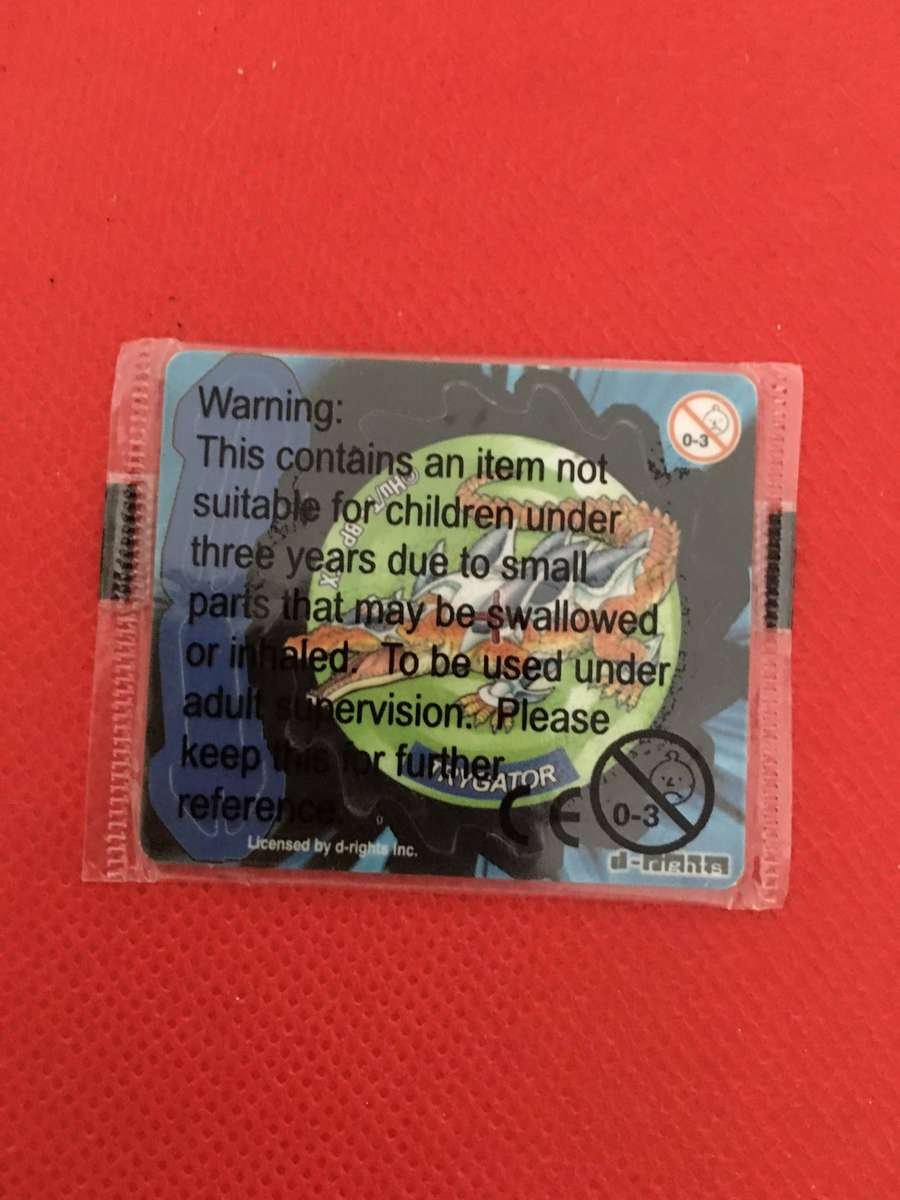 Warning:
This contains an item not
suitable for children under
three years due to small
parts that may be swallowed
or inhaled. To be used under
adult supervision. Please
keep this for further
reference.
0-3
TRYGATOR
CE
0-3
Licensed by d-rights Inc.
d-rights